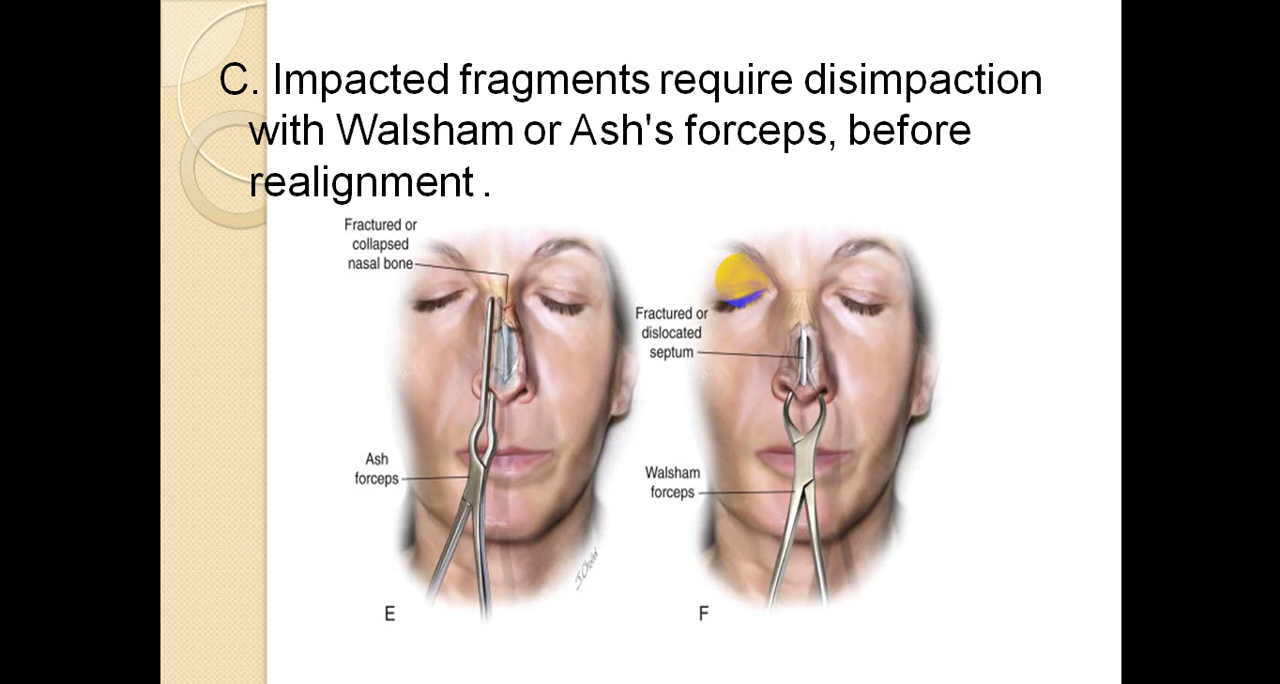 C. Impacted fragments require disimpaction
with Walsham or Ash's forceps, before
realignment .
Fractured or
collapsed
nasal bone
Ash
forceps
E
Fractured or
dislocated
septum
Walsham
forceps
F